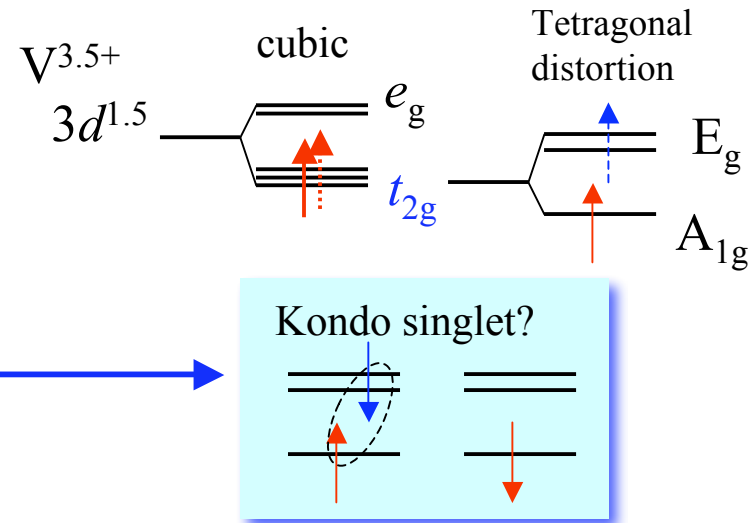 V3.5+
3d1.5
cubic
eg
t2g
Tetragonal
distortion
Eg
A1g
Kondo singlet?